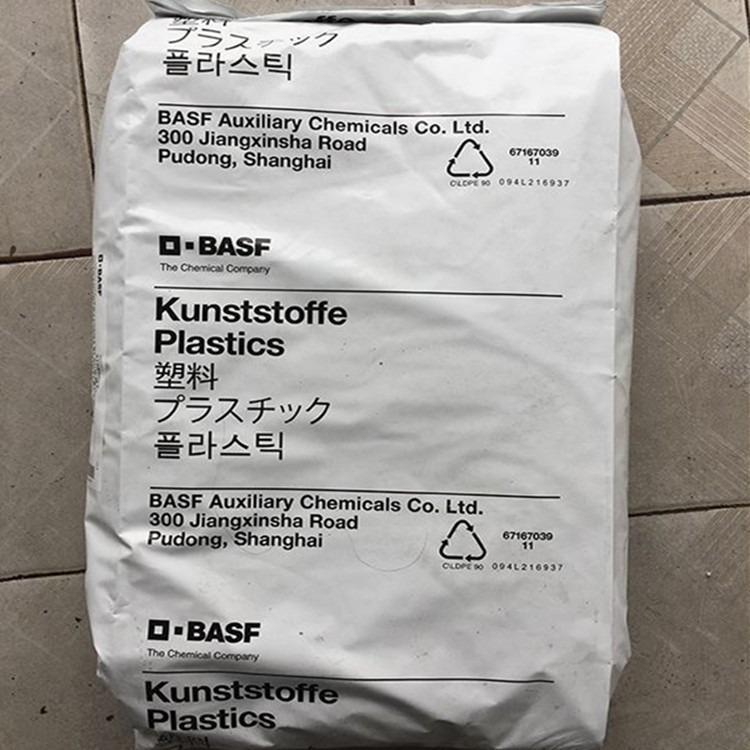 プラスチック
플라스틱
BASF Auxiliary Chemicals Co. Ltd.
300 Jiangxinsha Road
Pudong, Shanghai
67167039
11
C\LDPE 90 094L216937
BASF
The Chemical Company
Kunststoffe
Plastics
塑料
プラスチック
플라스틱
BASF Auxiliary Chemicals Co. Ltd.
300 Jiangxinsha Road
Pudong, Shanghai
67167039
11
C\LDPE 90 094L216937
BASF
The Chemical Company
Kunststoffe
Plastics